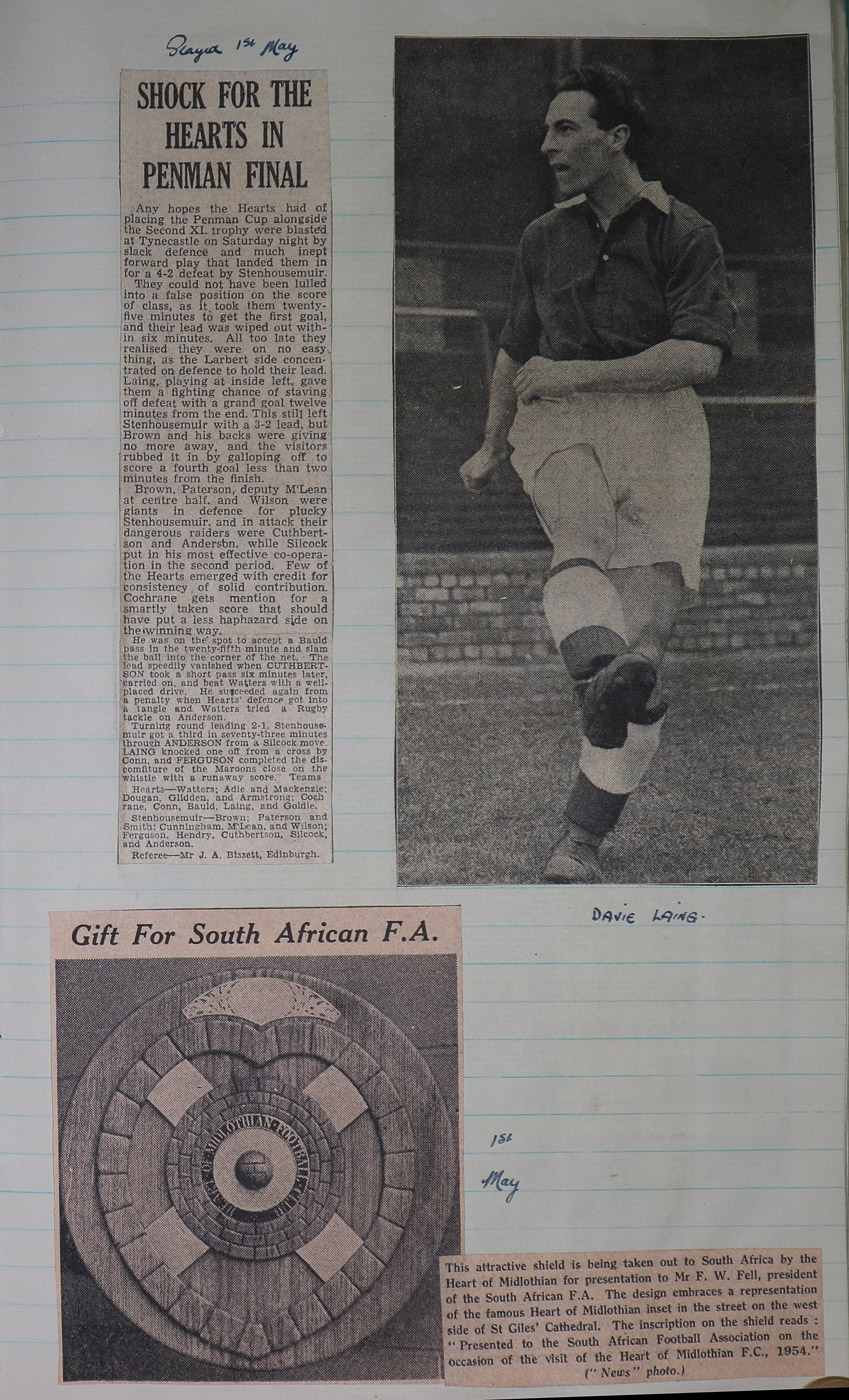 Played 1st May
SHOCK FOR THE
HEARTS IN
PENMAN FINAL
Any hopes the Hearts had of
placing the Penman Cup alongside
the Second XI. trophy were blasted
at Tynecastle on Saturday night by
slack defence and much inept
forward play that landed them in
for a 4-2 defeat by Stenhousemuir.
They could not have been lulled
into a false position on the score
of class, as it took them twenty-
five minutes to get the first goal,
and their lead was wiped out with-
in six minutes. All too late they
realised they were on no easy
thing, as the Larbert side concen-
trated on defence to hold their lead.
Laing, playing at inside left, gave
them a fighting chance of staving
off defeat with a grand goal twelve
minutes from the end. This still left
Stenhousemuir with a 3-2 lead, but
Brown and his backs were giving
no more away, and the visitors
rubbed it in by galloping off to
score a fourth goal less than two
minutes from the finish.
Brown, Paterson, deputy M'Lean
at centre half, and Wilson were
giants in defence for plucky
Stenhousemuir, and in attack their
dangerous raiders were Cuthbert-
son and Anderson, while Silcock
put in his most effective co-opera-
tion in the second period. Few of
the Hearts emerged with credit for
consistency of solid contribution.
Cochrane gets mention for a
smartly taken score that should
have put a less haphazard side on
the winning way.
He was on the spot to accept a Bauld
pass in the twenty-fifth minute and slam
the ball into the corner of the net. The
lead speedily vanished when CUTHBERT-
SON took a short pass six minutes later,
carried on, and beat Watters with a well-
placed drive. He succeeded again from
a penalty when Hearts' defence got into
a tangle and Watters tried a Rugby
tackle on Anderson.
Turning round leading 2-1, Stenhouse-
muir got a third in seventy-three minutes
through ANDERSON from a Silcock move.
LAING knocked one off from a cross by
Conn, and FERGUSON completed the dis-
comfiture of the Maroons close on the
whistle with a runaway score. Teams
Hearts—Watters; Adie and Mackenzie;
Dougan, Glidden, and Armstrong; Coch
rane, Conn, Bauld, Laing, and Goldie.
Stenhousemuir—Brown; Paterson and
Smith; Cunningham, M'Lean, and Wilson;
Ferguson, Hendry, Cuthbertson, Silcock,
and Anderson.
Referee—Mr J. A. Bissett, Edinburgh.
DAVIE LAING-
Gift For South African F.A.
HEART OF MIDLOTHIAN FOOTBALL CLUB
1st
May
This attractive shield is being taken out to South Africa by the
Heart of Midlothian for presentation to Mr F. W. Fell, president
of the South African F.A. The design embraces a representation
of the famous Heart of Midlothian inset in the street on the west
side of St Giles' Cathedral. The inscription on the shield reads :
" Presented to the South African Football Association on the
occasion of the visit of the Heart of Midlothian F.C., 1954."
(" News " photo.)